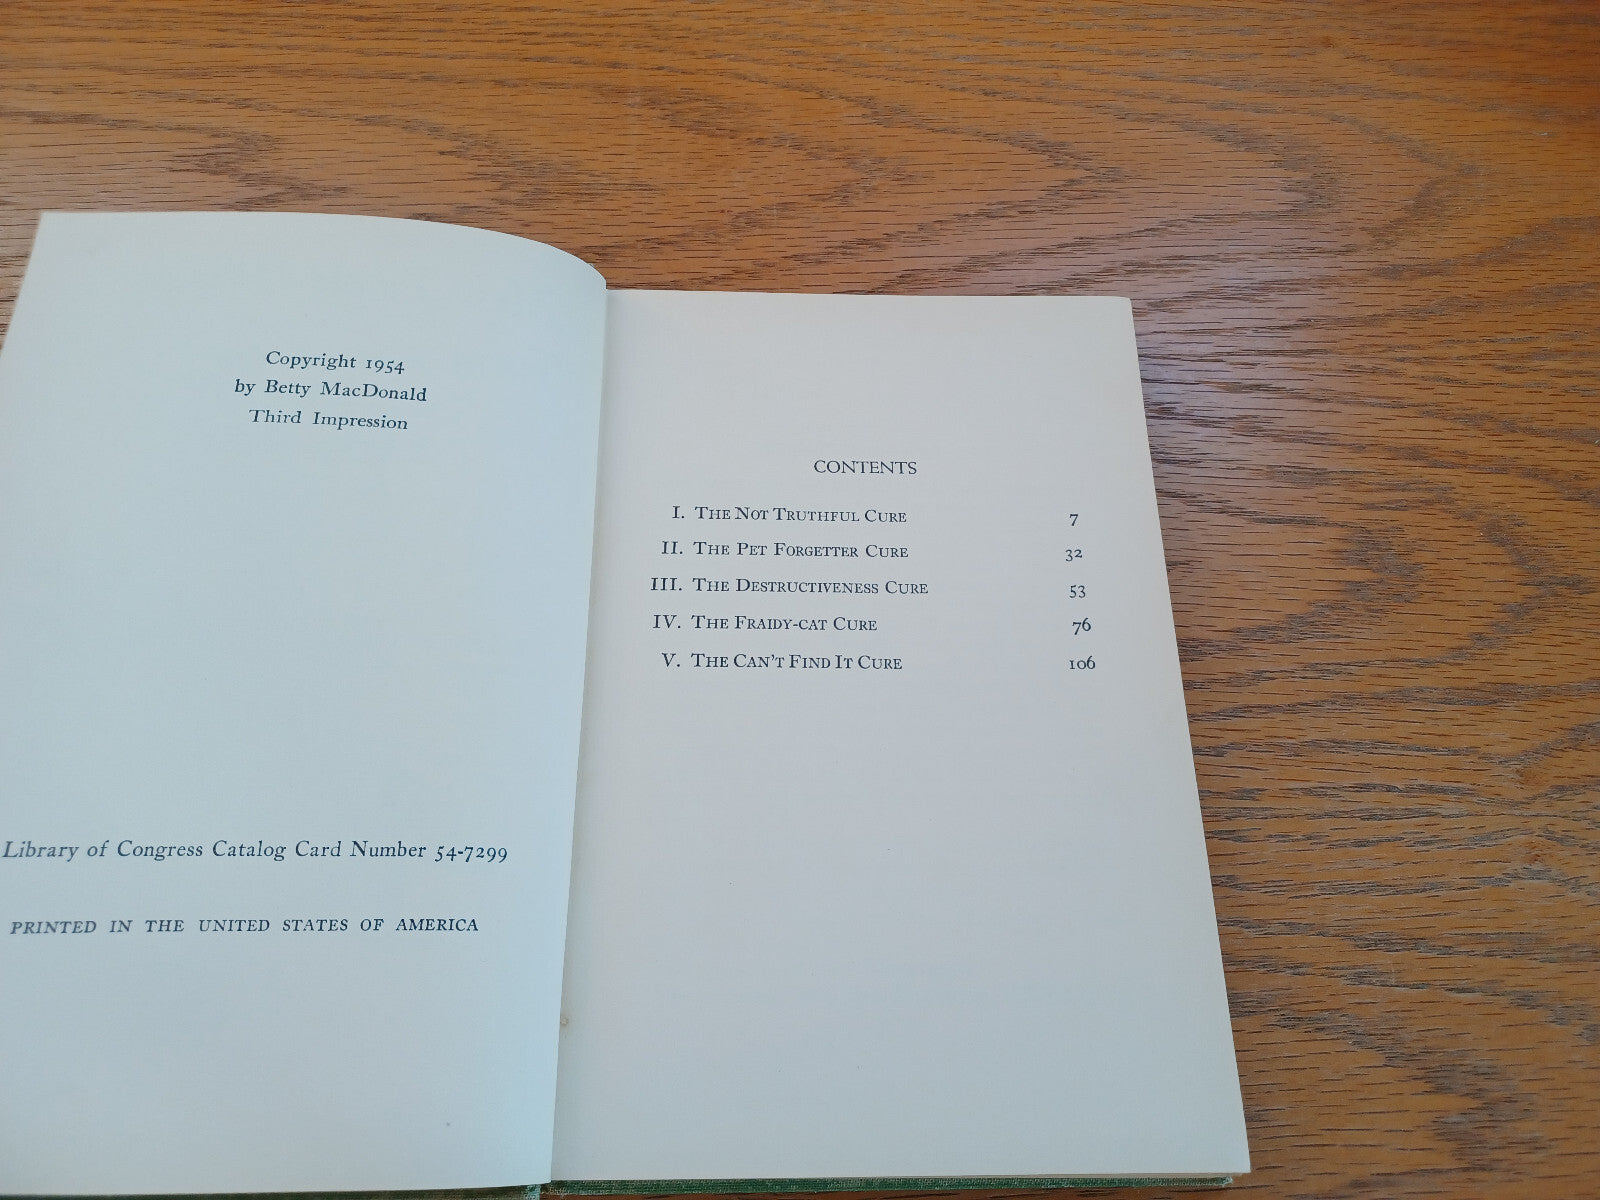 Copyright 1954
by Betty MacDonald
Third Impression
Library of Congress Catalog Card Number 54-7299
PRINTED IN THE UNITED STATES OF AMERICA
CONTENTS
I. The Not Truthful Cure 7
II. The Pet Forgetter Cure 32
III. The Destructiveness Cure 53
IV. The Fraidy-cat Cure 76
V. The Can't Find It Cure 106